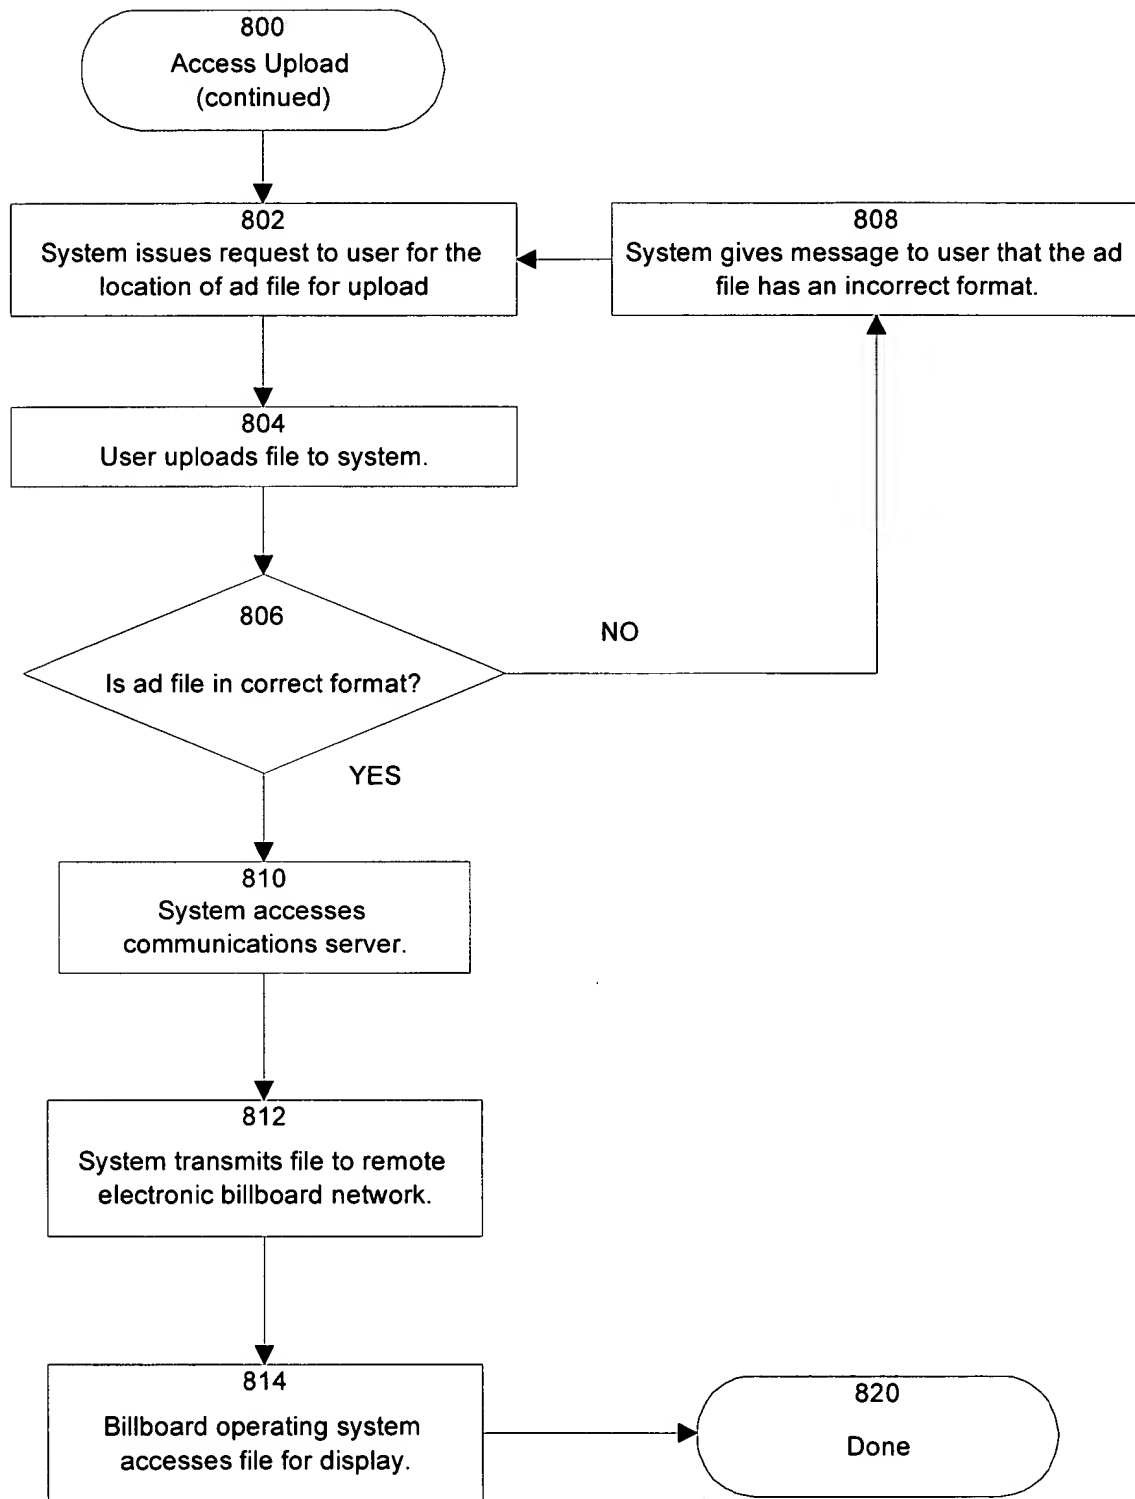 800
Access Upload
(continued)
802
System issues request to user for the
location of ad file for upload
808
System gives message to user that the ad
file has an incorrect format.
804
User uploads file to system.
806
Is ad file in correct format?
NO
YES
810
System accesses
communications server.
812
System transmits file to remote
electronic billboard network.
814
Billboard operating system
accesses file for display.
820
Done